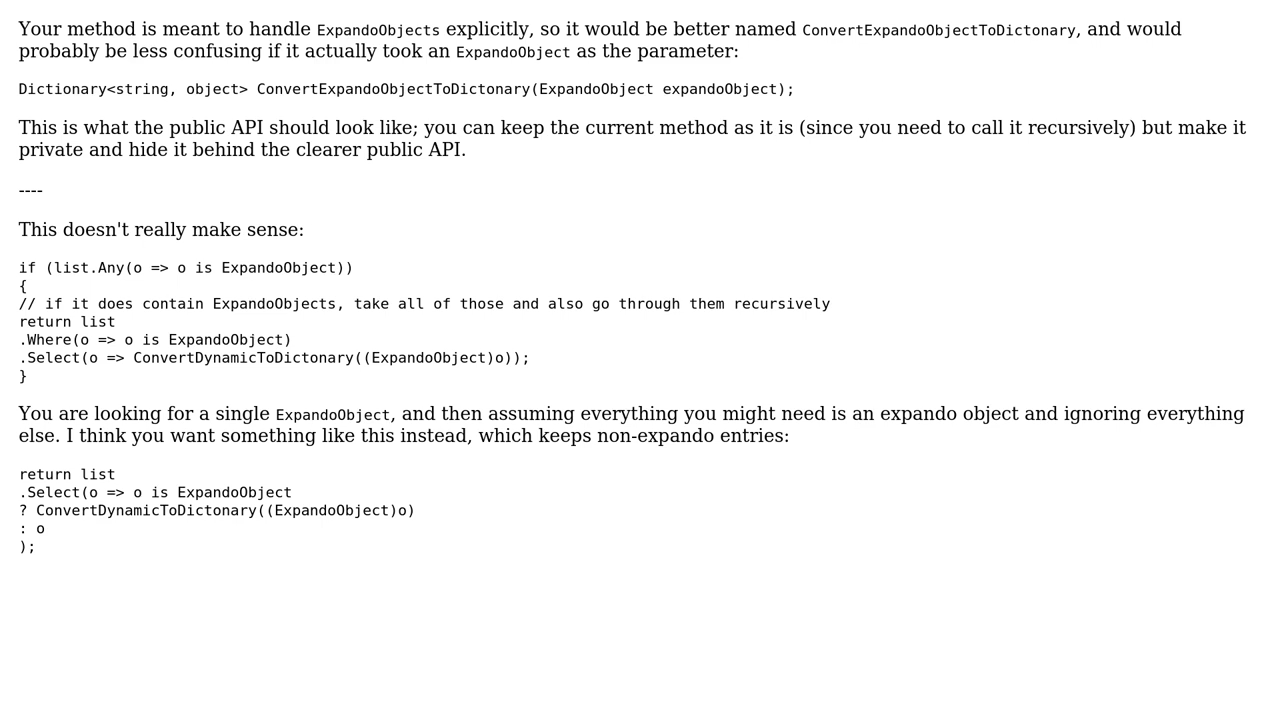 Your method is meant to handle ExpandoObjects explicitly, so it would be better named ConvertExpandoObjectToDictonary, and would
probably be less confusing if it actually took an ExpandoObject as the parameter:
Dictionary<string, object> ConvertExpandoObjectToDictonary(ExpandoObject expandoObject);
This is what the public API should look like; you can keep the current method as it is (since you need to call it recursively) but make it
private and hide it behind the clearer public API.
----
This doesn't really make sense:
if (list.Any(o => o is ExpandoObject))
{
// if it does contain ExpandoObjects, take all of those and also go through them recursively
return list
.Where(o => o is ExpandoObject)
.Select(o => ConvertDynamicToDictonary((ExpandoObject)o));
}
You are looking for a single ExpandoObject, and then assuming everything you might need is an expando object and ignoring everything
else. I think you want something like this instead, which keeps non-expando entries:
return list
.Select(o => o is ExpandoObject
? ConvertDynamicToDictonary((ExpandoObject)o)
: o
);